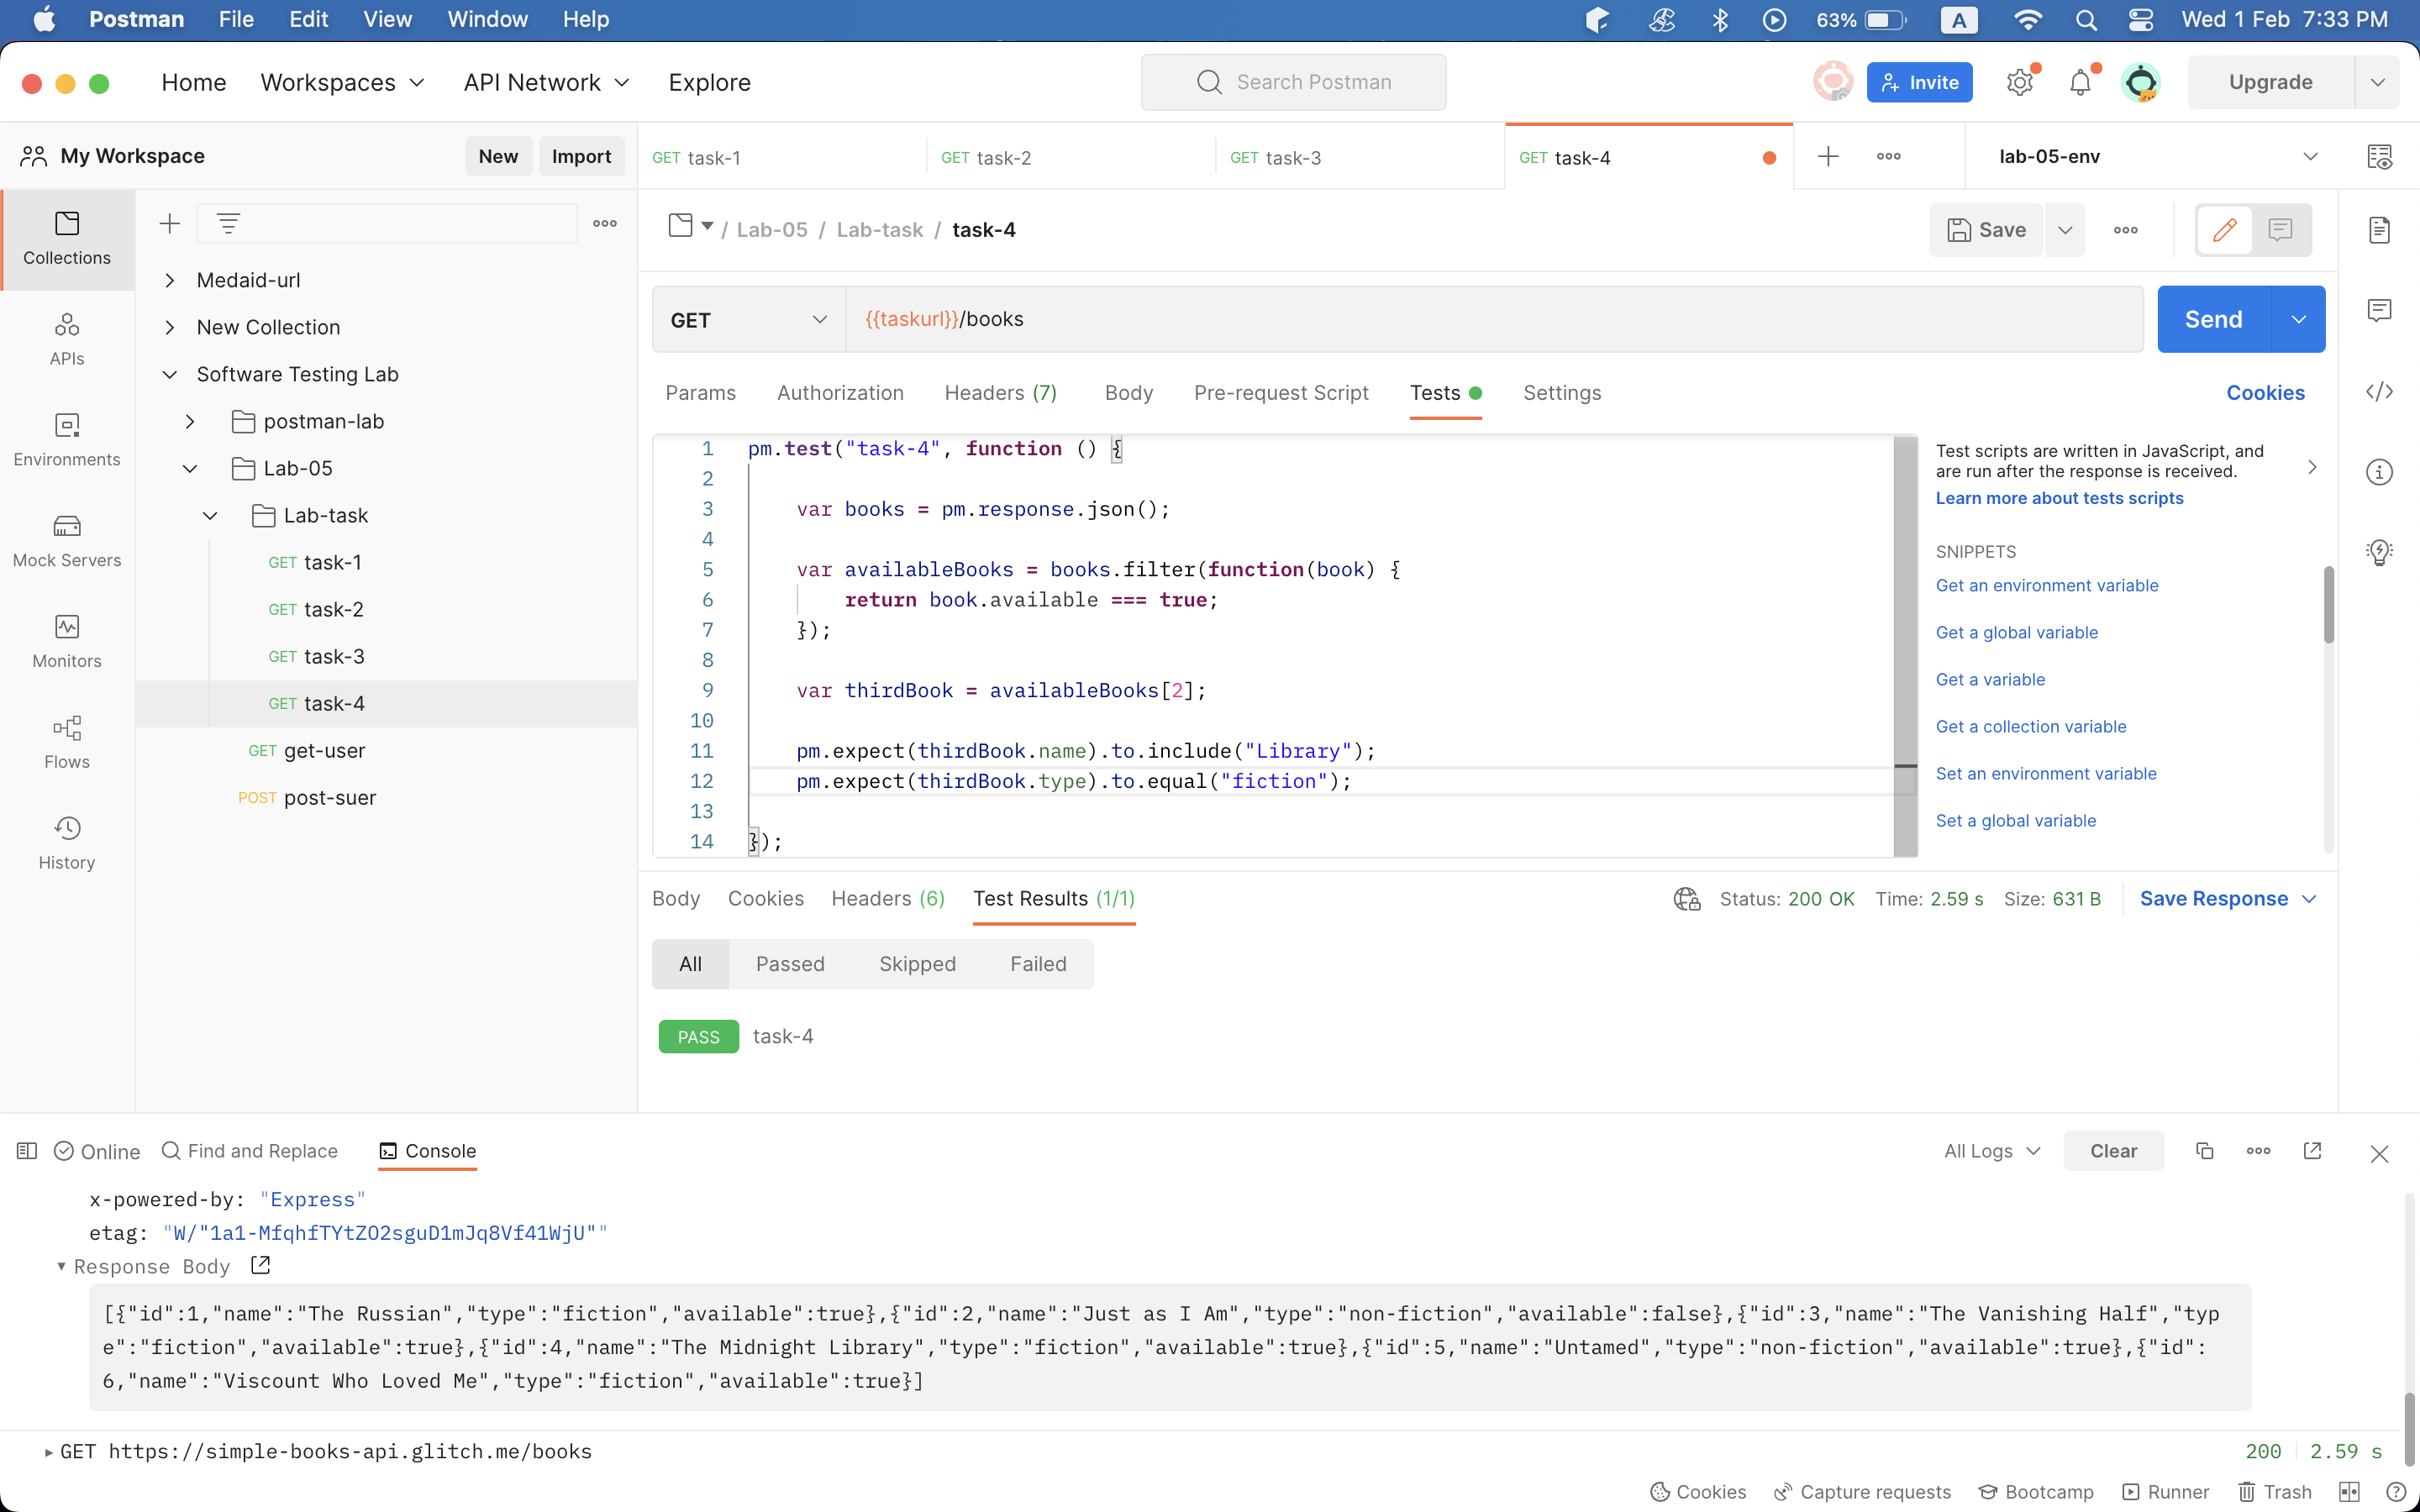 Postman File Edit View Window Help 63% A Wed 1 Feb 7:33 PM
Home Workspaces API Network Explore Search Postman Invite Upgrade
My Workspace New Import GET task-1 GET task-2 GET task-3 GET task-4 lab-05-env
Collections
APIs
Environments
Mock Servers
Monitors
Flows
History
Medaid-url
New Collection
Software Testing Lab
postman-lab
Lab-05
Lab-task
GET task-1
GET task-2
GET task-3
GET task-4
GET get-user
POST post-suer
/ Lab-05 / Lab-task / task-4 Save
GET {{taskurl}}/books Send
Params Authorization Headers (7) Body Pre-request Script Tests Settings Cookies
1 pm.test("task-4", function () {
2
3 var books = pm.response.json();
4
5 var availableBooks = books.filter(function(book) {
6 return book.available === true;
7 });
8
9 var thirdBook = availableBooks[2];
10
11 pm.expect(thirdBook.name).to.include("Library");
12 pm.expect(thirdBook.type).to.equal("fiction");
13
14 });
Test scripts are written in JavaScript, and
are run after the response is received.
Learn more about tests scripts
SNIPPETS
Get an environment variable
Get a global variable
Get a variable
Get a collection variable
Set an environment variable
Set a global variable
Body Cookies Headers (6) Test Results (1/1) Status: 200 OK Time: 2.59 s Size: 631 B Save Response
All Passed Skipped Failed
PASS task-4
Online Find and Replace Console All Logs Clear
x-powered-by: "Express"
etag: "W/"1a1-MfqhfTYtZO2sguD1mJq8Vf41WjU""
Response Body
[{"id":1,"name":"The Russian","type":"fiction","available":true},{"id":2,"name":"Just as I Am","type":"non-fiction","available":false},{"id":3,"name":"The Vanishing Half","typ
e":"fiction","available":true},{"id":4,"name":"The Midnight Library","type":"fiction","available":true},{"id":5,"name":"Untamed","type":"non-fiction","available":true},{"id":
6,"name":"Viscount Who Loved Me","type":"fiction","available":true}]
GET https://simple-books-api.glitch.me/books 200 2.59 s
Cookies Capture requests Bootcamp Runner Trash